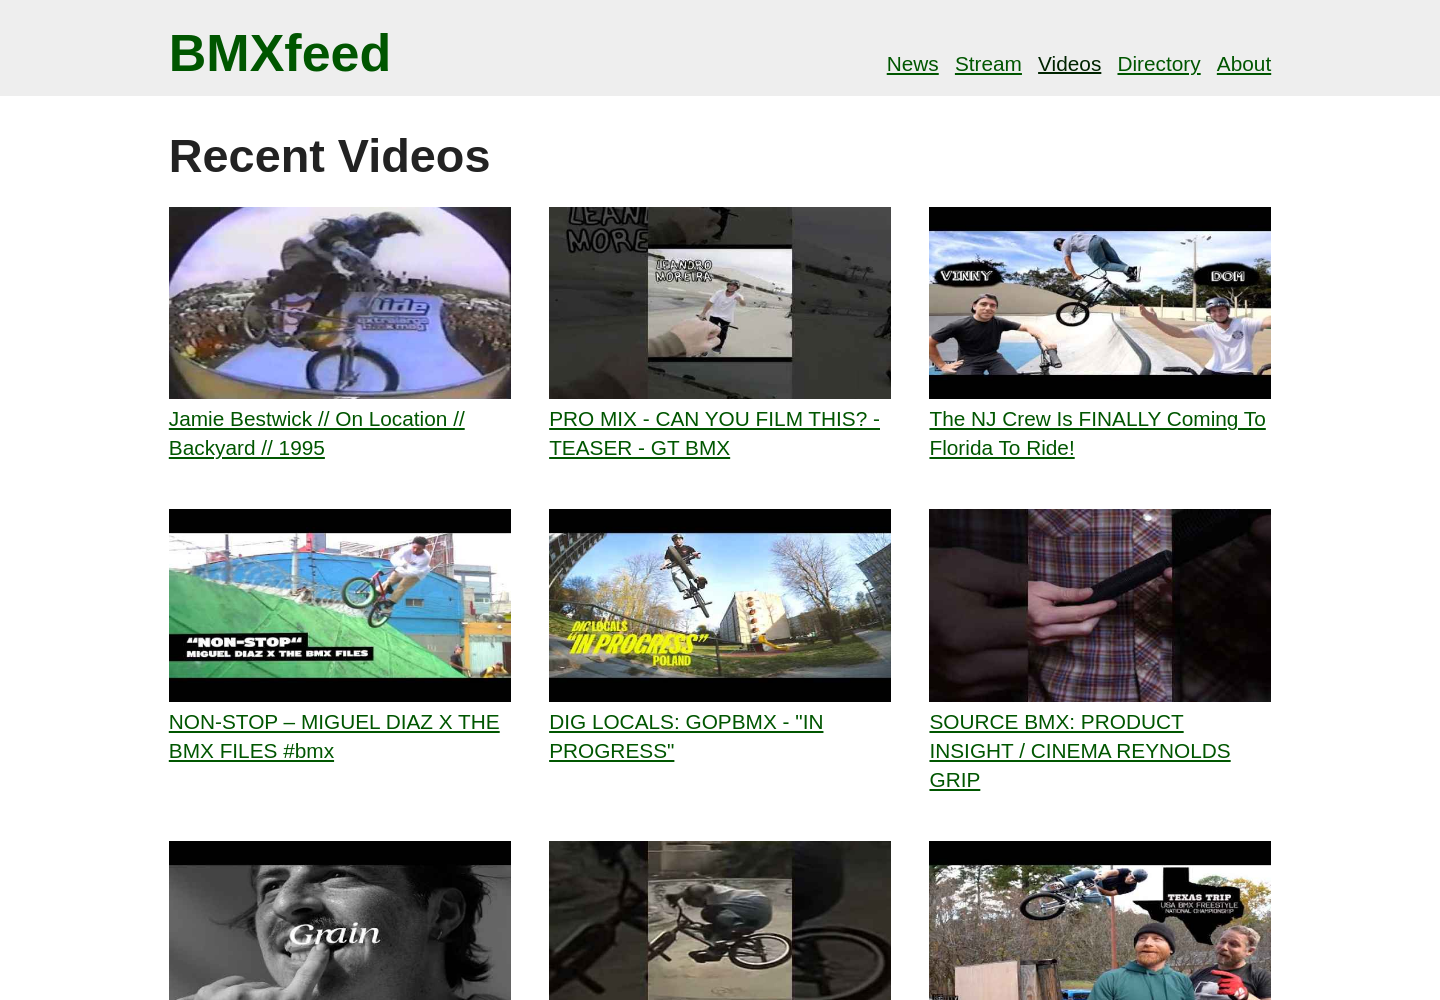 BMXfeed
News Stream Videos Directory About
Recent Videos
LEANDRO
MOREIRA
VINNY
DOM
Jamie Bestwick // On Location //
Backyard // 1995
PRO MIX - CAN YOU FILM THIS? -
TEASER - GT BMX
The NJ Crew Is FINALLY Coming To
Florida To Ride!
"NON-STOP"
MIGUEL DIAZ X THE BMX FILES
DIG LOCALS
"IN PROGRESS"
POLAND
NON-STOP – MIGUEL DIAZ X THE
BMX FILES #bmx
DIG LOCALS: GOPBMX - "IN
PROGRESS"
SOURCE BMX: PRODUCT
INSIGHT / CINEMA REYNOLDS
GRIP
Grain
TEXAS TRIP
USA BMX FREESTYLE
NATIONAL CHAMPIONSHIP